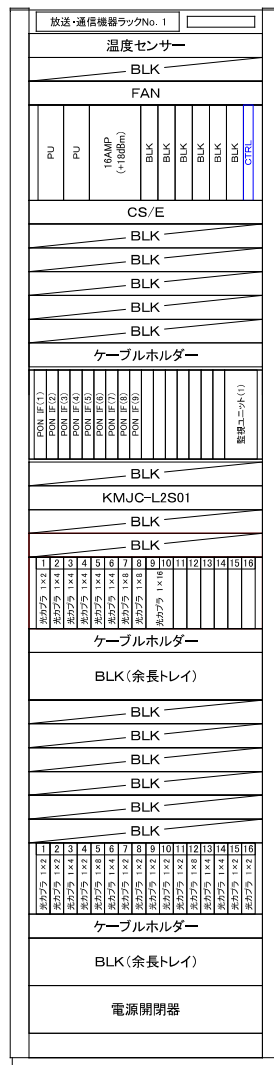 放送・通信機器ラックNo. 1
温度センサー
BLK
FAN
PU
PU
16AMP
(+18dBm)
BLK
BLK
BLK
BLK
BLK
BLK
CTRL
CS/E
BLK
BLK
BLK
BLK
BLK
ケーブルホルダー
PON IF(1)
PON IF(2)
PON IF(3)
PON IF(4)
PON IF(5)
PON IF(6)
PON IF(7)
PON IF(8)
PON IF(9)
監視ユニット(1)
BLK
KMJC-L2S01
BLK
BLK
1 2 3 4 5 6 7 8 9 10 11 12 13 14 15 16
光カプラ 1×2
光カプラ 1×4
光カプラ 1×4
光カプラ 1×4
光カプラ 1×4
光カプラ 1×4
光カプラ 1×8
光カプラ 1×8
光カプラ 1×16
ケーブルホルダー
BLK(余長トレイ)
BLK
BLK
BLK
BLK
BLK
BLK
1 2 3 4 5 6 7 8 9 10 11 12 13 14 15 16
光カプラ 1×2
光カプラ 1×2
光カプラ 1×4
光カプラ 1×2
光カプラ 1×8
光カプラ 1×4
光カプラ 1×2
光カプラ 1×2
光カプラ 1×2
光カプラ 1×2
光カプラ 1×2
光カプラ 1×8
光カプラ 1×4
光カプラ 1×4
光カプラ 1×2
光カプラ 1×2
ケーブルホルダー
BLK(余長トレイ)
電源開閉器